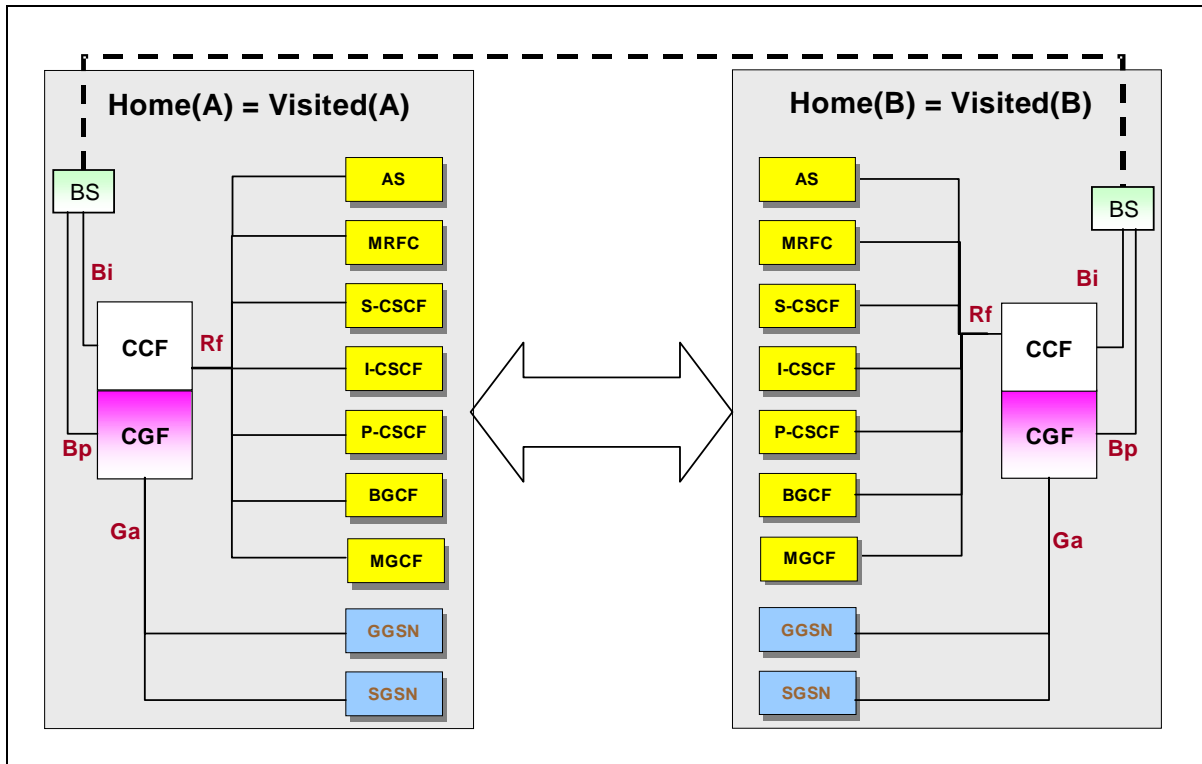 Home(A) = Visited(A)
BS
Bi
CCF
CGF
Rf
Bp
Ga
AS
MRFC
S-CSCF
I-CSCF
P-CSCF
BGCF
MGCF
GGSN
SGSN
Home(B) = Visited(B)
AS
MRFC
S-CSCF
I-CSCF
P-CSCF
BGCF
MGCF
GGSN
SGSN
BS
Bi
Rf
CCF
CGF
Bp
Ga